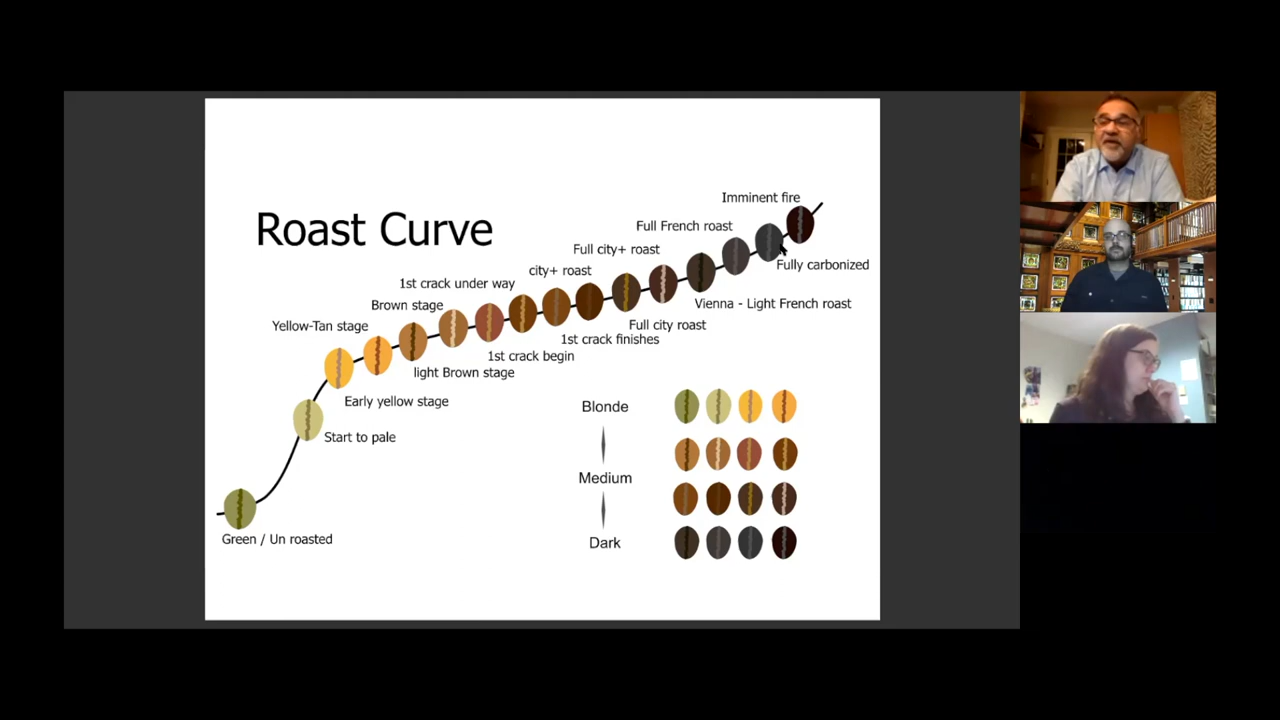 Roast Curve
Green / Un roasted
Start to pale
Early yellow stage
Yellow-Tan stage
light Brown stage
Brown stage
1st crack begin
1st crack under way
1st crack finishes
city+ roast
Full city roast
Full city+ roast
Vienna - Light French roast
Full French roast
Fully carbonized
Imminent fire
Blonde
Medium
Dark